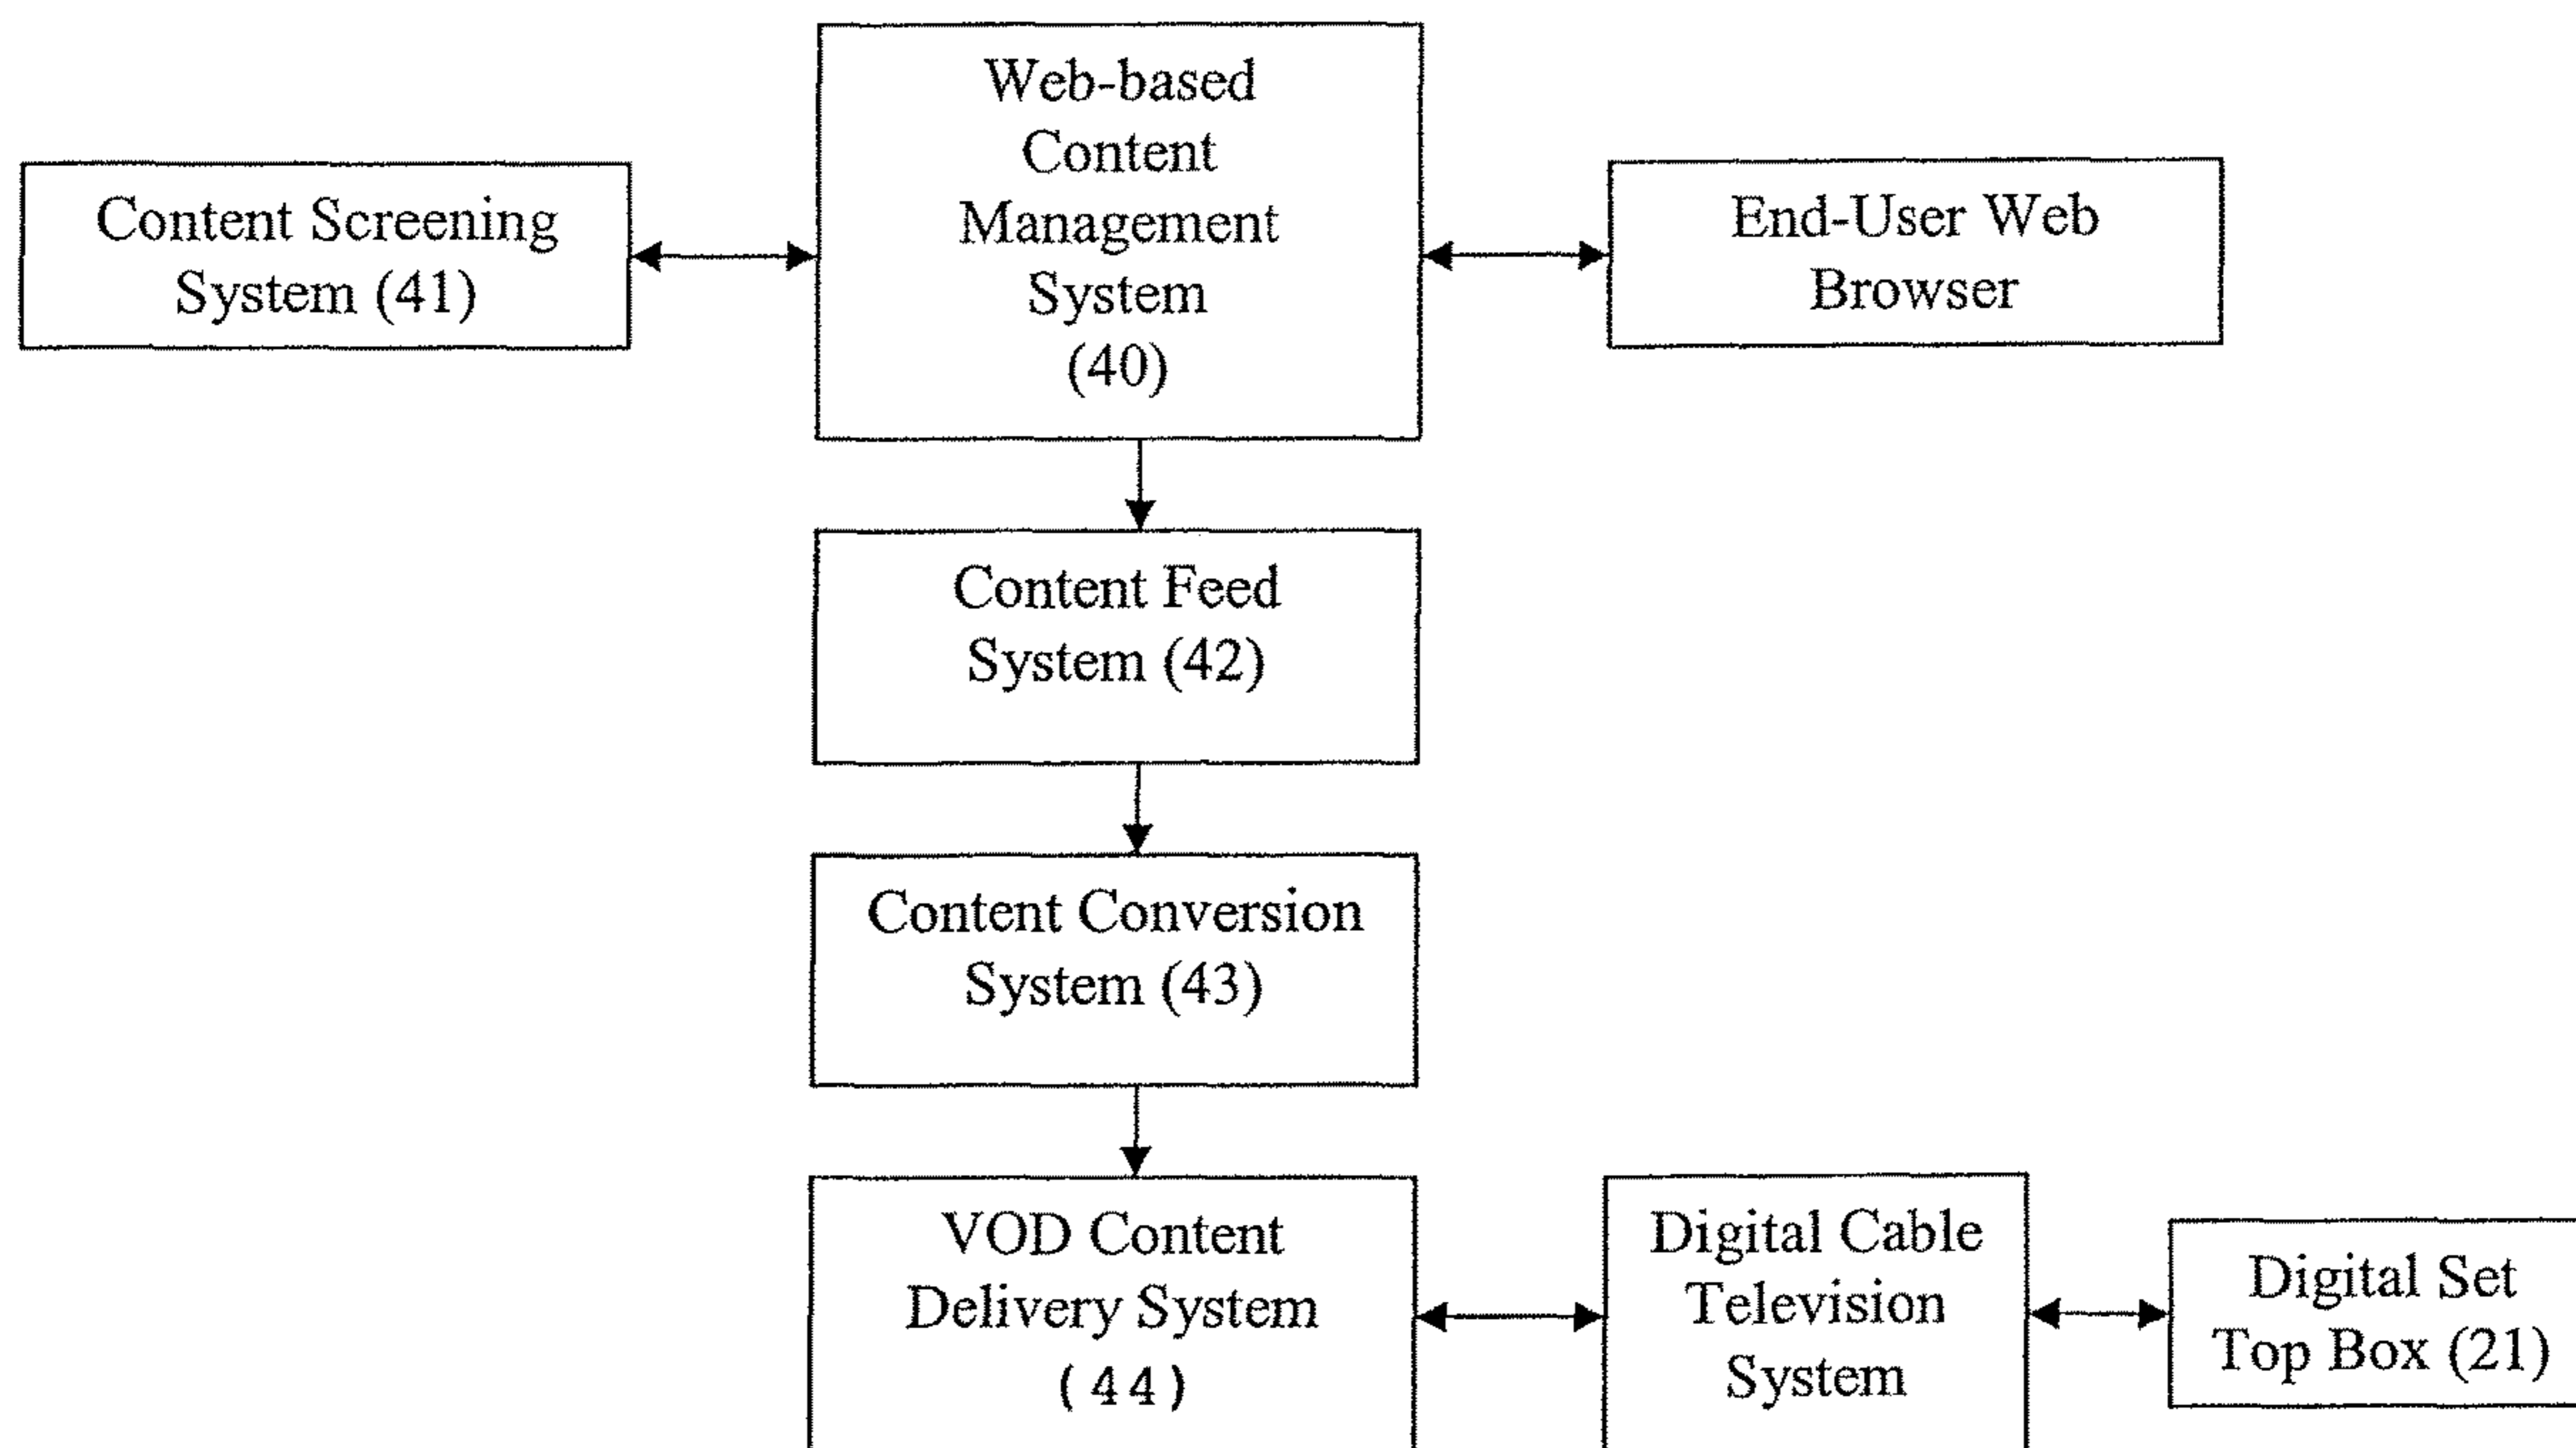 Web-based
Content
Management
System
(40)
Content Screening
System (41)
End-User Web
Browser
Content Feed
System (42)
Content Conversion
System (43)
VOD Content
Delivery System
(44)
Digital Cable
Television
System
Digital Set
Top Box (21)